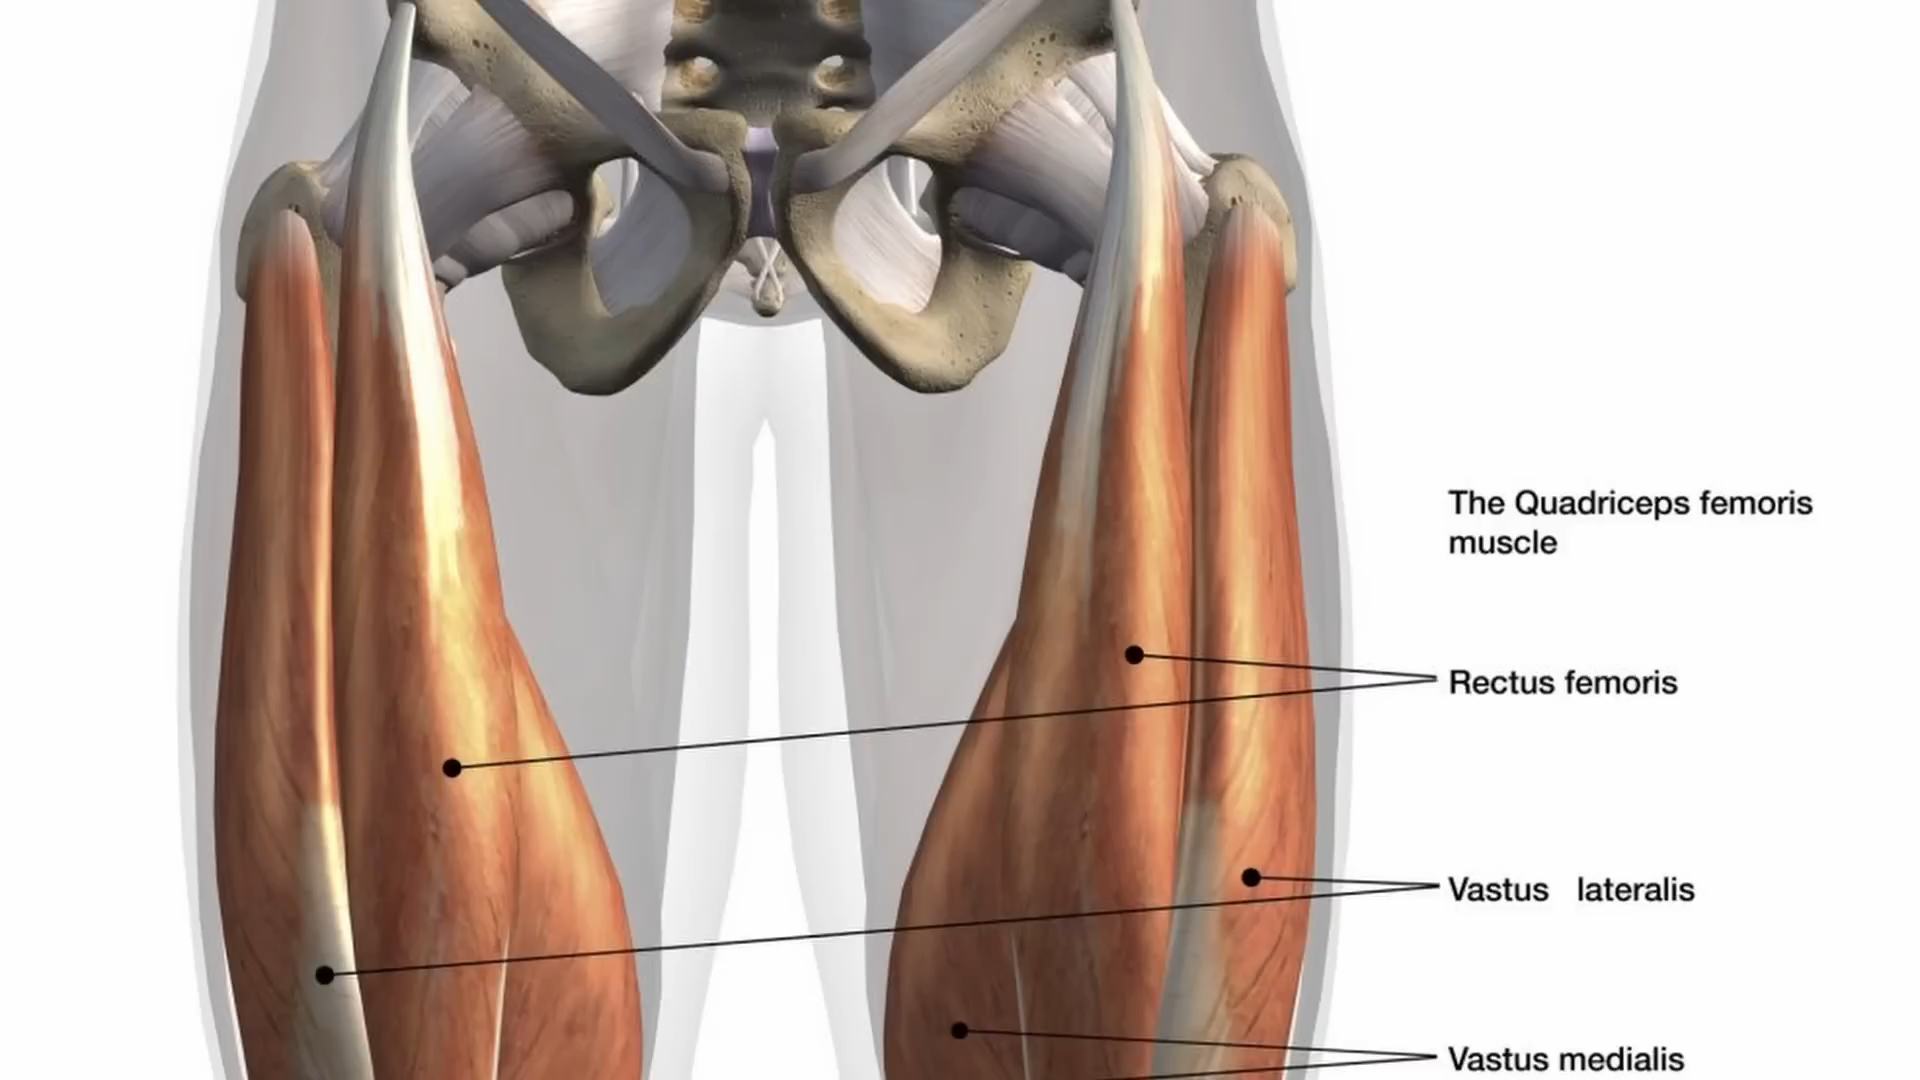 The Quadriceps femoris
muscle
Rectus femoris
Vastus lateralis
Vastus medialis